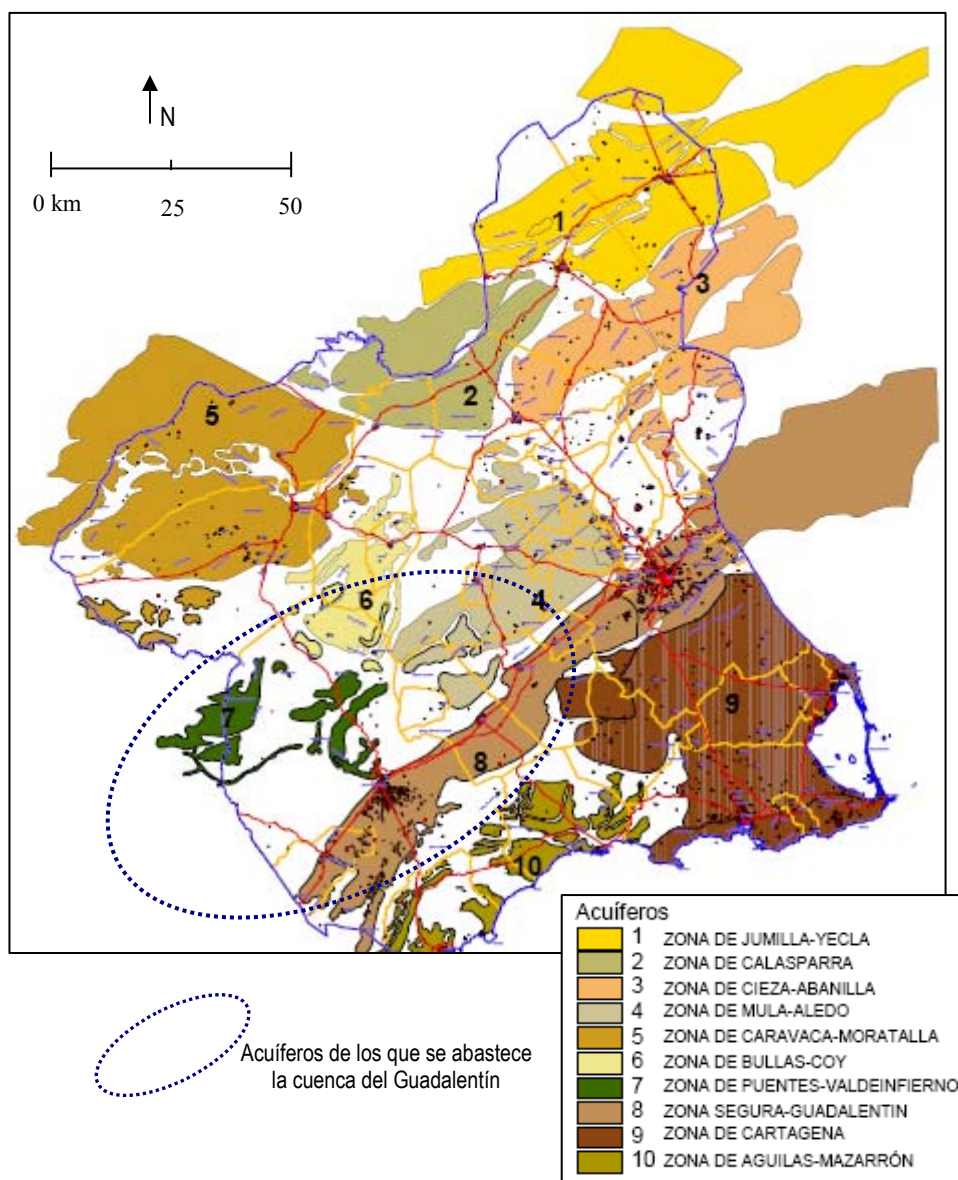 N
0 km 25 50
1
3
2
5
4
6
7
9
8
10
Acuíferos
1 ZONA DE JUMILLA-YECLA
2 ZONA DE CALASPARRA
3 ZONA DE CIEZA-ABANILLA
4 ZONA DE MULA-ALEDO
5 ZONA DE CARAVACA-MORATALLA
6 ZONA DE BULLAS-COY
7 ZONA DE PUENTES-VALDEINFIERNO
8 ZONA SEGURA-GUADALENTIN
9 ZONA DE CARTAGENA
10 ZONA DE AGUILAS-MAZARRÓN
Acuíferos de los que se abastece
la cuenca del Guadalentín